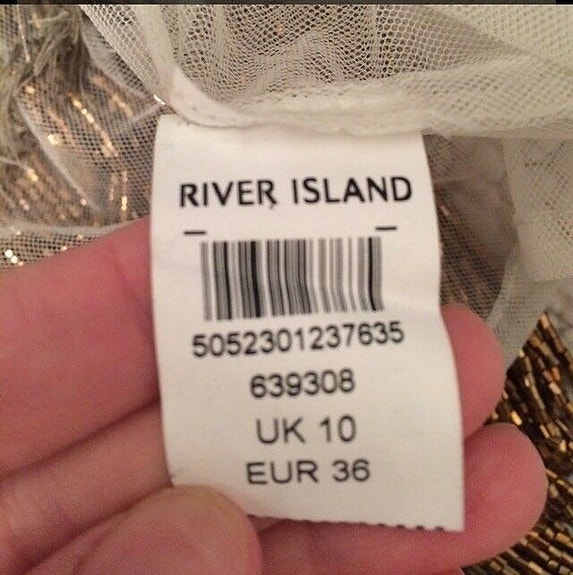 RIVER ISLAND
5052301237635
639308
UK 10
EUR 36